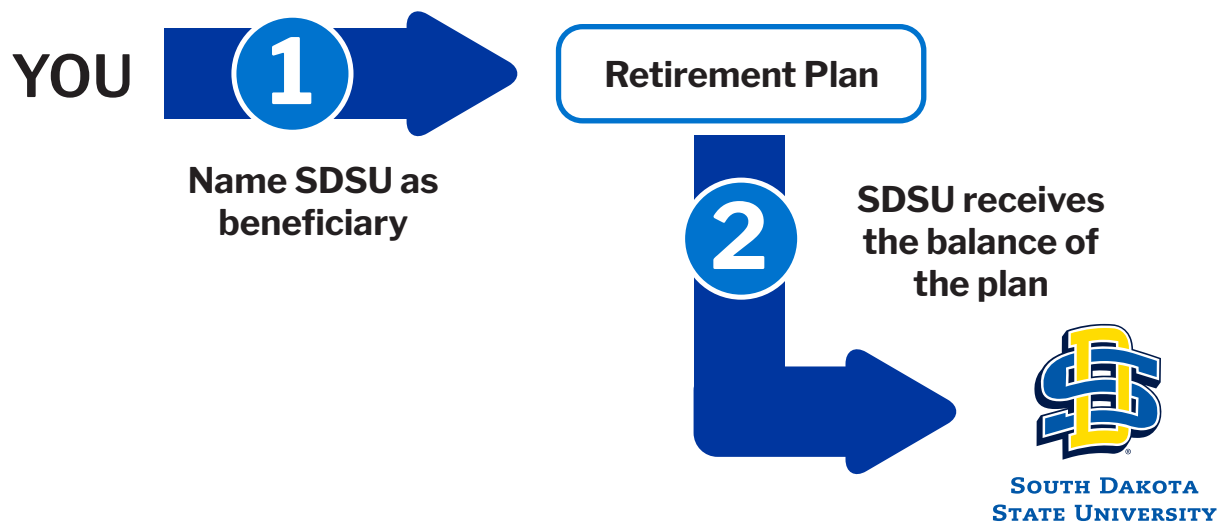 YOU
1
Retirement Plan
Name SDSU as
beneficiary
2
SDSU receives
the balance of
the plan
SD
®
SOUTH DAKOTA
STATE UNIVERSITY